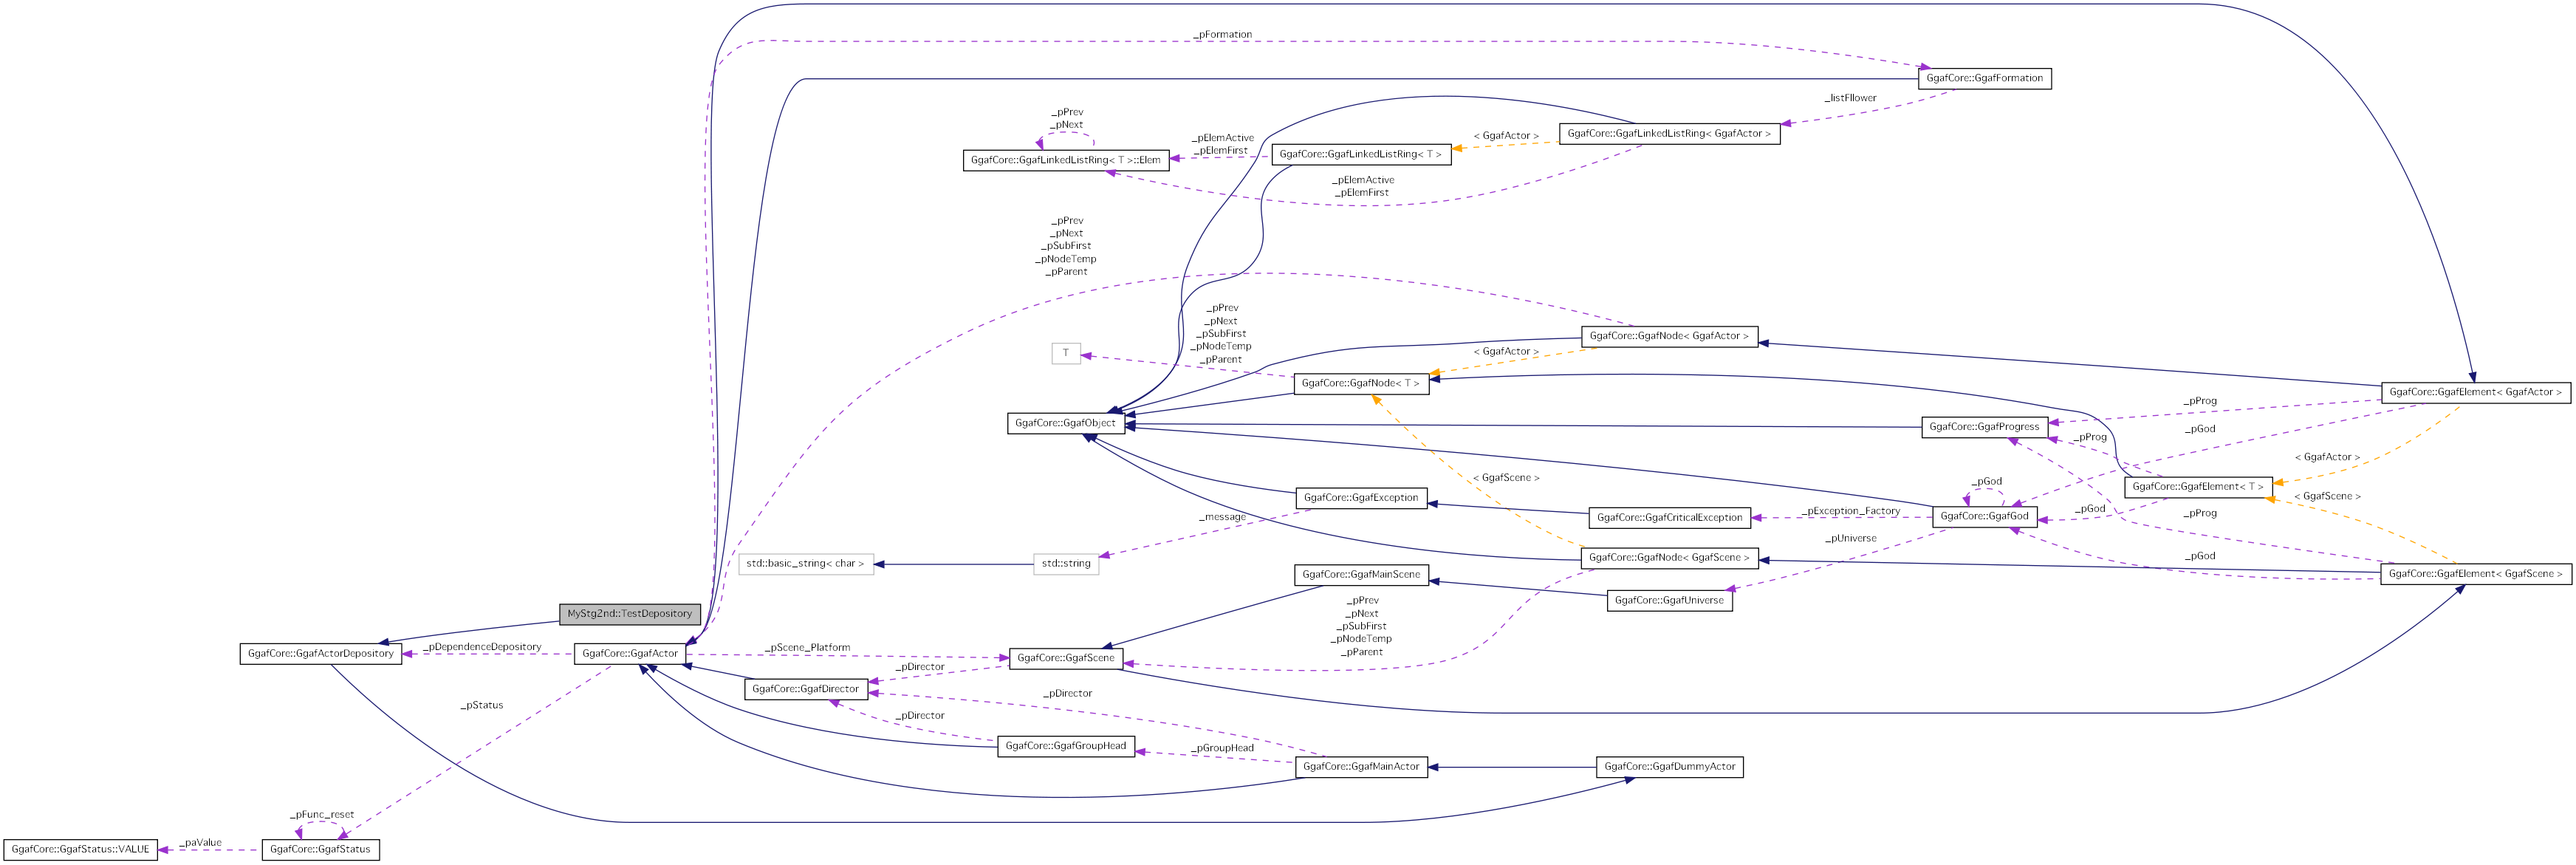 _pFormation
GgafCore::GgafFormation
_listFllower
_pPrev
_pNext
GgafCore::GgafLinkedListRing< GgafActor >
< GgafActor >
_pElemActive
_pElemFirst
GgafCore::GgafLinkedListRing< T >
GgafCore::GgafLinkedListRing< T >::Elem
_pElemActive
_pElemFirst
_pPrev
_pNext
_pSubFirst
_pNodeTemp
_pParent
_pPrev
_pNext
_pSubFirst
_pNodeTemp
_pParent
GgafCore::GgafNode< GgafActor >
T
< GgafActor >
GgafCore::GgafNode< T >
GgafCore::GgafElement< GgafActor >
_pProg
GgafCore::GgafObject
GgafCore::GgafProgress
_pGod
_pProg
< GgafActor >
< GgafScene >
_pGod
GgafCore::GgafElement< T >
GgafCore::GgafException
< GgafScene >
_message
_pException_Factory
GgafCore::GgafCriticalException
GgafCore::GgafGod
_pGod
_pProg
_pUniverse
GgafCore::GgafNode< GgafScene >
_pGod
std::basic_string< char >
std::string
GgafCore::GgafMainScene
GgafCore::GgafElement< GgafScene >
GgafCore::GgafUniverse
_pPrev
_pNext
_pSubFirst
_pNodeTemp
_pParent
MyStg2nd::TestDepository
GgafCore::GgafActorDepository
_pDependenceDepository
GgafCore::GgafActor
_pScene_Platform
GgafCore::GgafScene
_pDirector
GgafCore::GgafDirector
_pDirector
_pStatus
_pDirector
GgafCore::GgafGroupHead
_pGroupHead
GgafCore::GgafMainActor
GgafCore::GgafDummyActor
_pFunc_reset
GgafCore::GgafStatus::VALUE
_paValue
GgafCore::GgafStatus